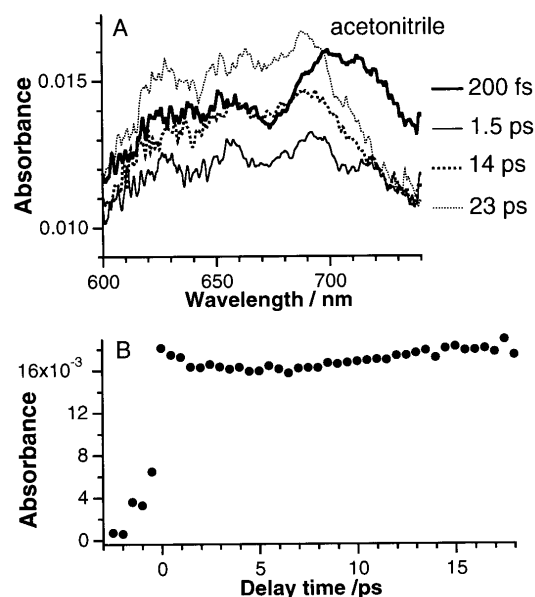 A
acetonitrile
0.015
0.010
Absorbance
200 fs
1.5 ps
14 ps
23 ps
600
650
700
Wavelength / nm
B
16x10-3
12
8
4
0
Absorbance
0
5
10
15
Delay time /ps